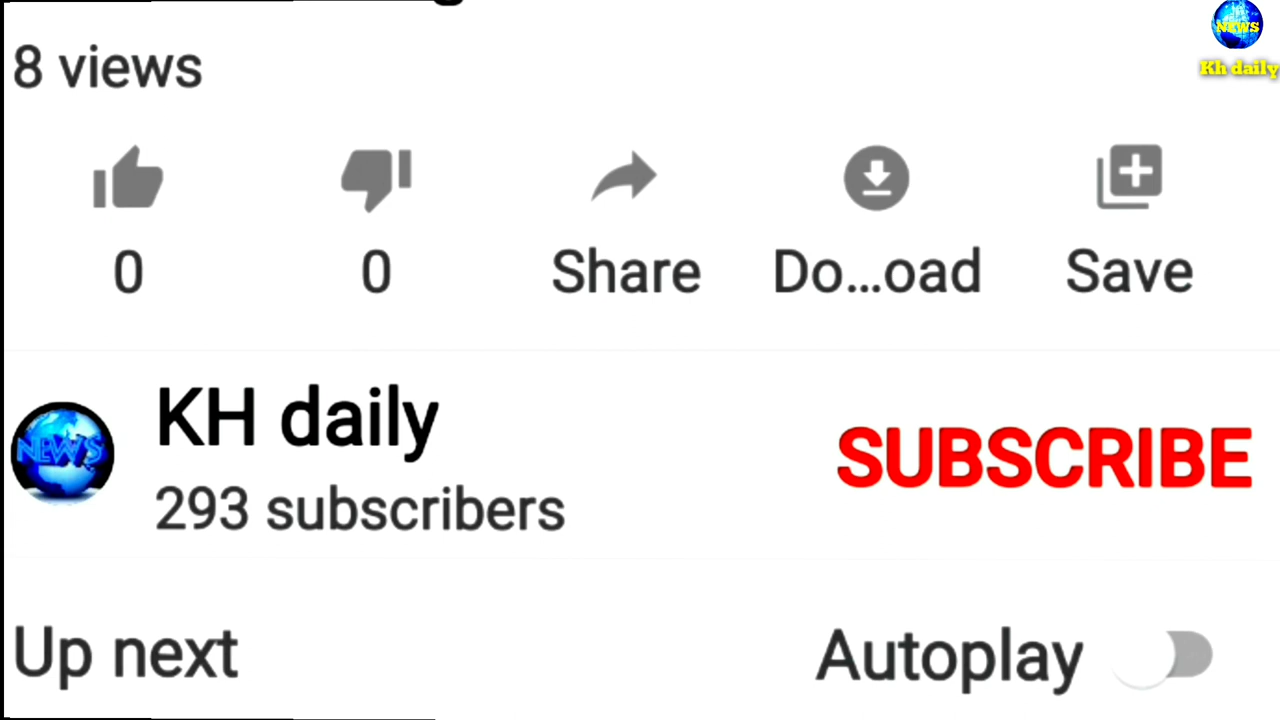 8 views
NEWS
Kh daily
0 0 Share Do...oad Save
NEWS
KH daily
SUBSCRIBE
293 subscribers
Up next Autoplay